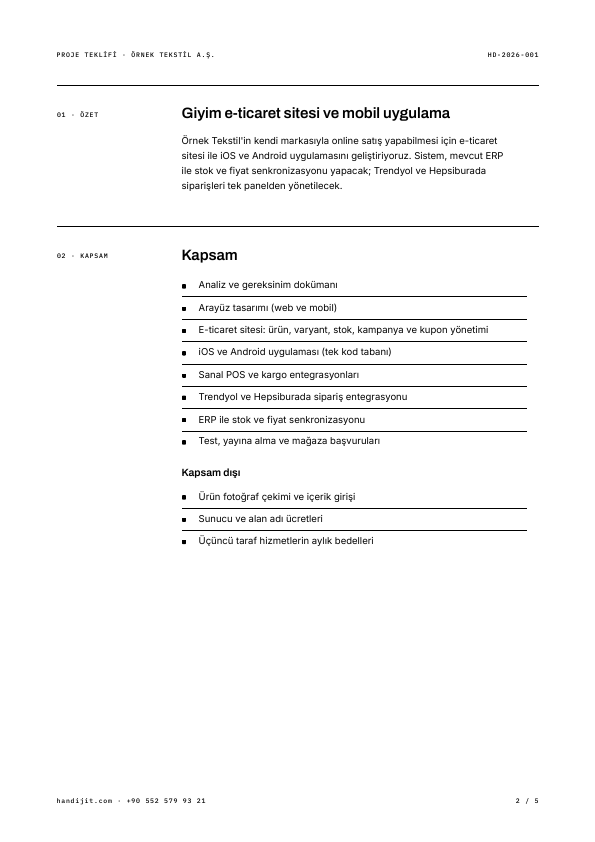 PROJE TEKLİFİ · ÖRNEK TEKSTİL A.Ş.
HD-2026-001
01 · ÖZET
Giyim e-ticaret sitesi ve mobil uygulama
Örnek Tekstil'in kendi markasıyla online satış yapabilmesi için e-ticaret
sitesi ile iOS ve Android uygulamasını geliştiriyoruz. Sistem, mevcut ERP
ile stok ve fiyat senkronizasyonu yapacak; Trendyol ve Hepsiburada
siparişleri tek panelden yönetilecek.
02 · KAPSAM
Kapsam
Analiz ve gereksinim dokümanı
Arayüz tasarımı (web ve mobil)
E-ticaret sitesi: ürün, varyant, stok, kampanya ve kupon yönetimi
iOS ve Android uygulaması (tek kod tabanı)
Sanal POS ve kargo entegrasyonları
Trendyol ve Hepsiburada sipariş entegrasyonu
ERP ile stok ve fiyat senkronizasyonu
Test, yayına alma ve mağaza başvuruları
Kapsam dışı
Ürün fotoğraf çekimi ve içerik girişi
Sunucu ve alan adı ücretleri
Üçüncü taraf hizmetlerin aylık bedelleri
handijit.com · +90 552 579 93 21
2 / 5